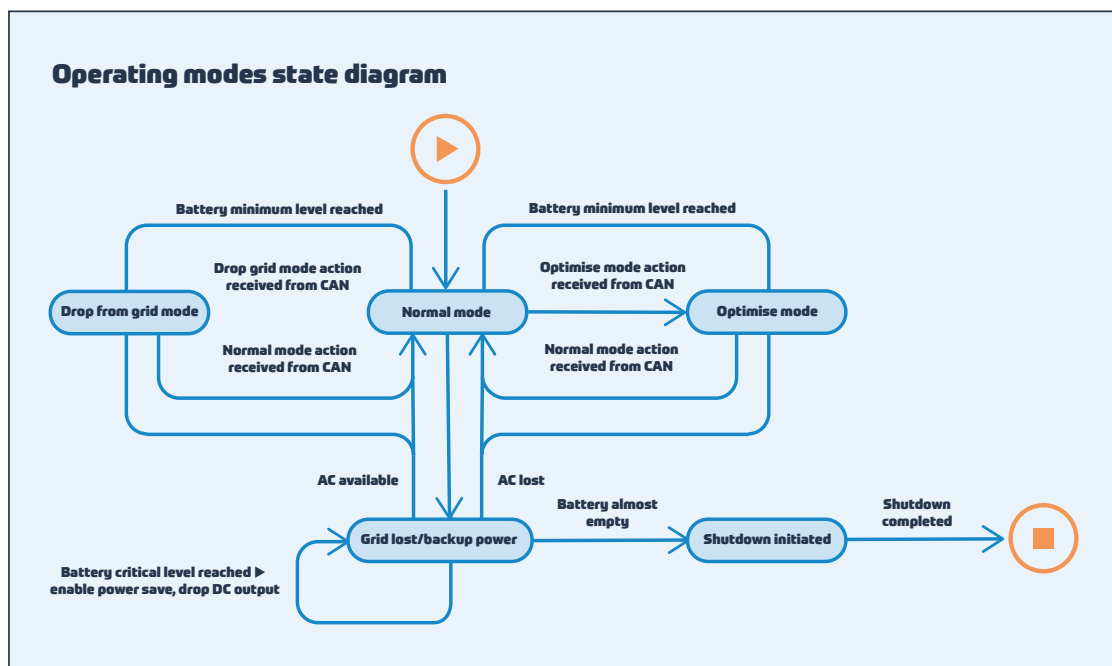 Operating modes state diagram
Battery minimum level reached
Battery minimum level reached
Drop grid mode action
received from CAN
Optimise mode action
received from CAN
Drop from grid mode
Normal mode
Optimise mode
Normal mode action
received from CAN
Normal mode action
received from CAN
AC available
AC lost
Battery almost
empty
Shutdown
completed
Grid lost/backup power
Shutdown initiated
Battery critical level reached ▶
enable power save, drop DC output